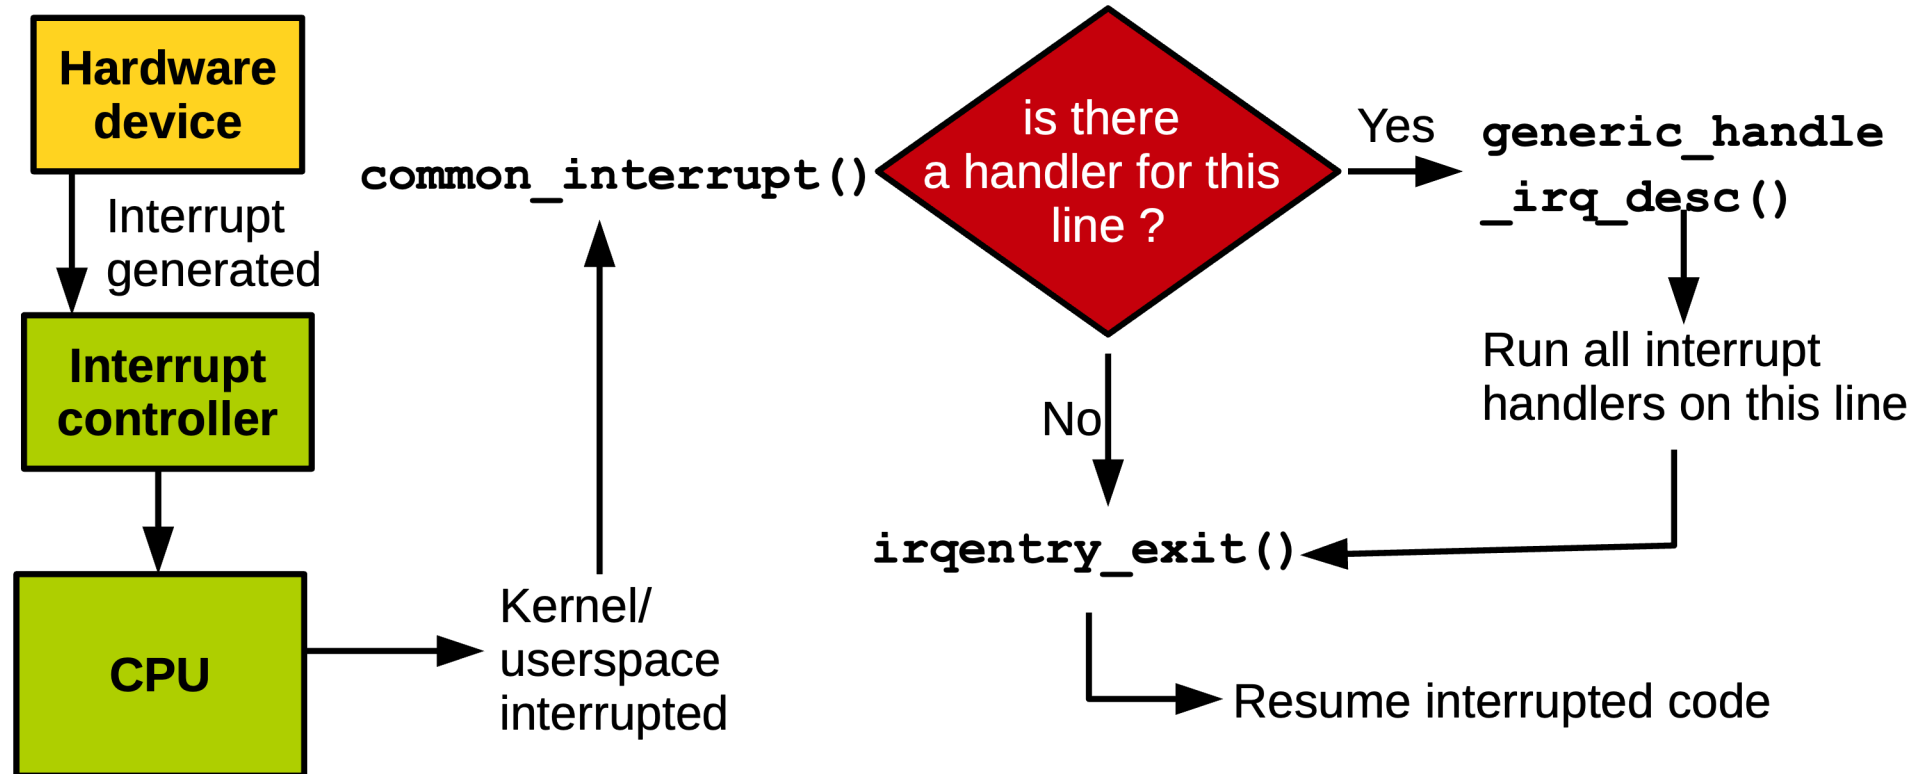 Hardware
device
Interrupt
generated
Interrupt
controller
CPU
Kernel/
userspace
interrupted
common_interrupt()
is there
a handler for this
line ?
Yes
generic_handle
_irq_desc()
Run all interrupt
handlers on this line
No
irqentry_exit()
Resume interrupted code